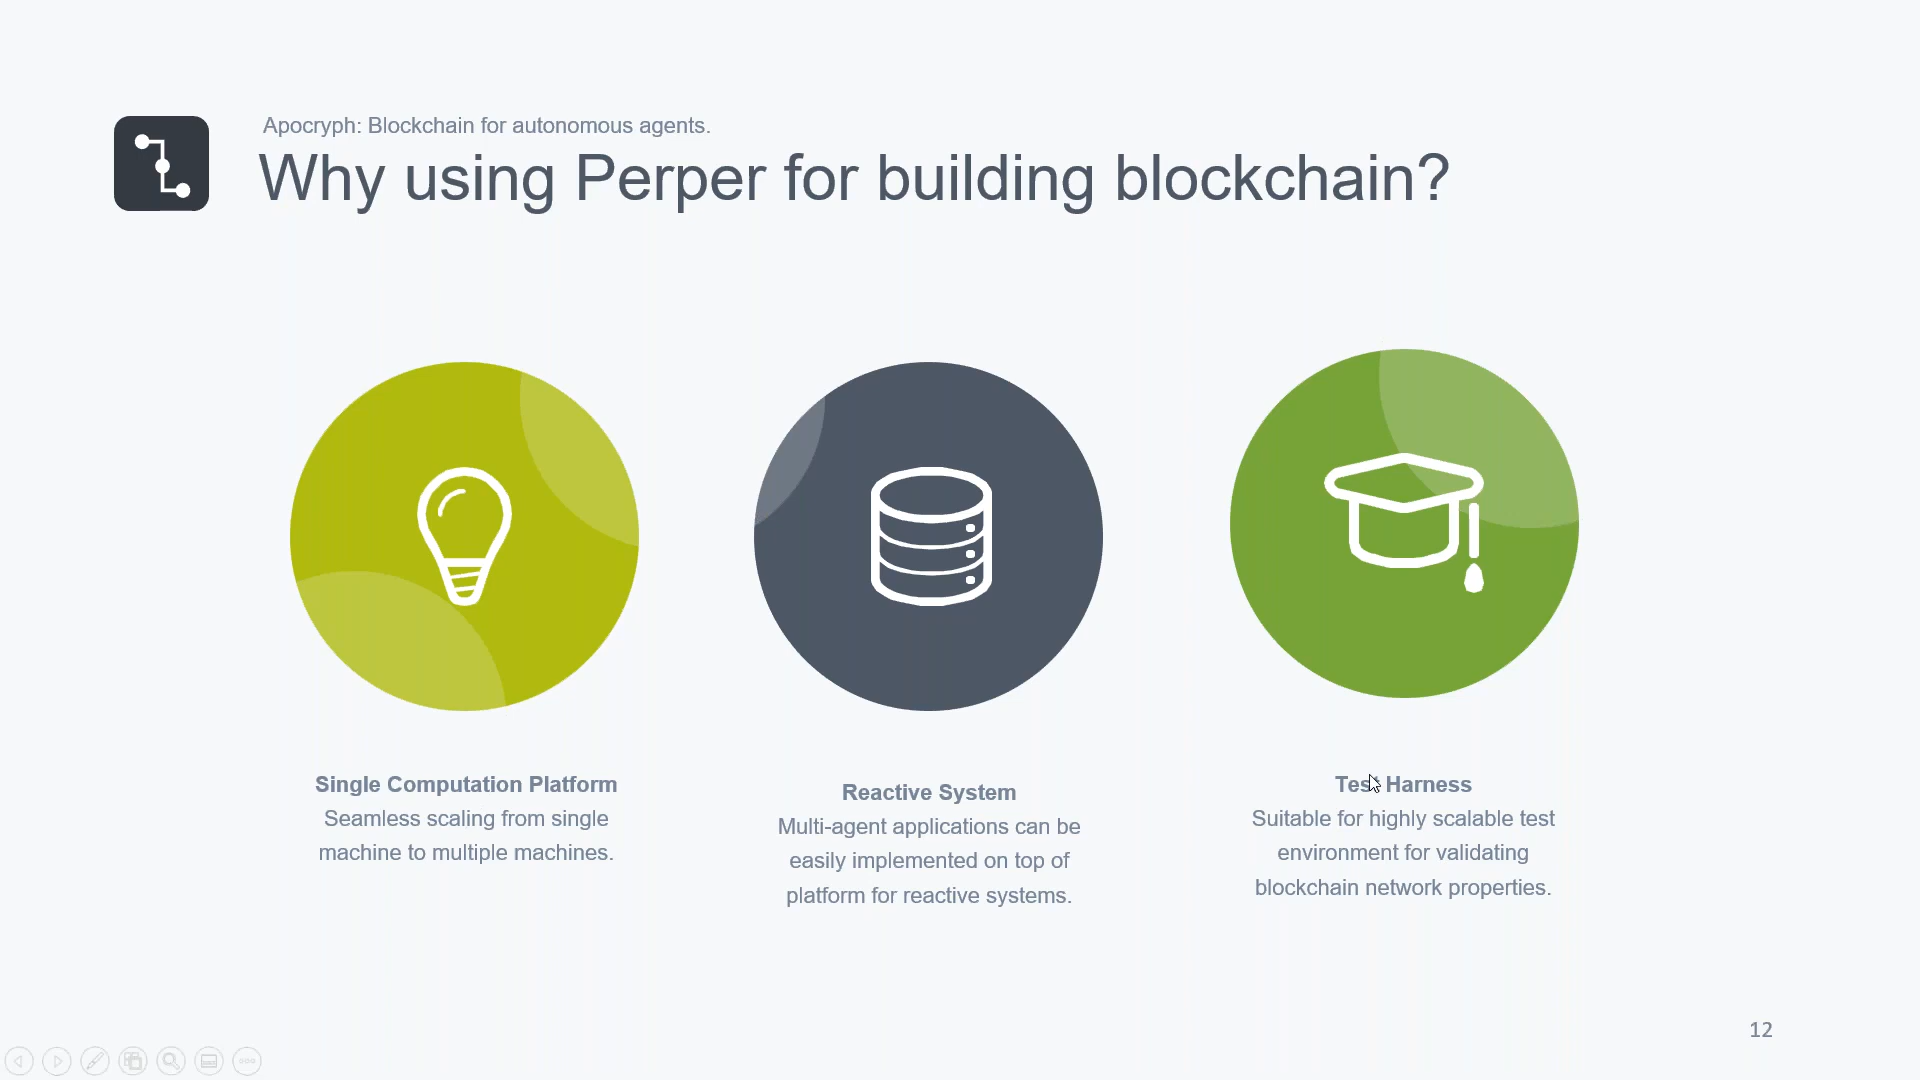 Apocryph: Blockchain for autonomous agents.
Why using Perper for building blockchain?
Single Computation Platform
Seamless scaling from single
machine to multiple machines.
Reactive System
Multi-agent applications can be
easily implemented on top of
platform for reactive systems.
Test Harness
Suitable for highly scalable test
environment for validating
blockchain network properties.
12